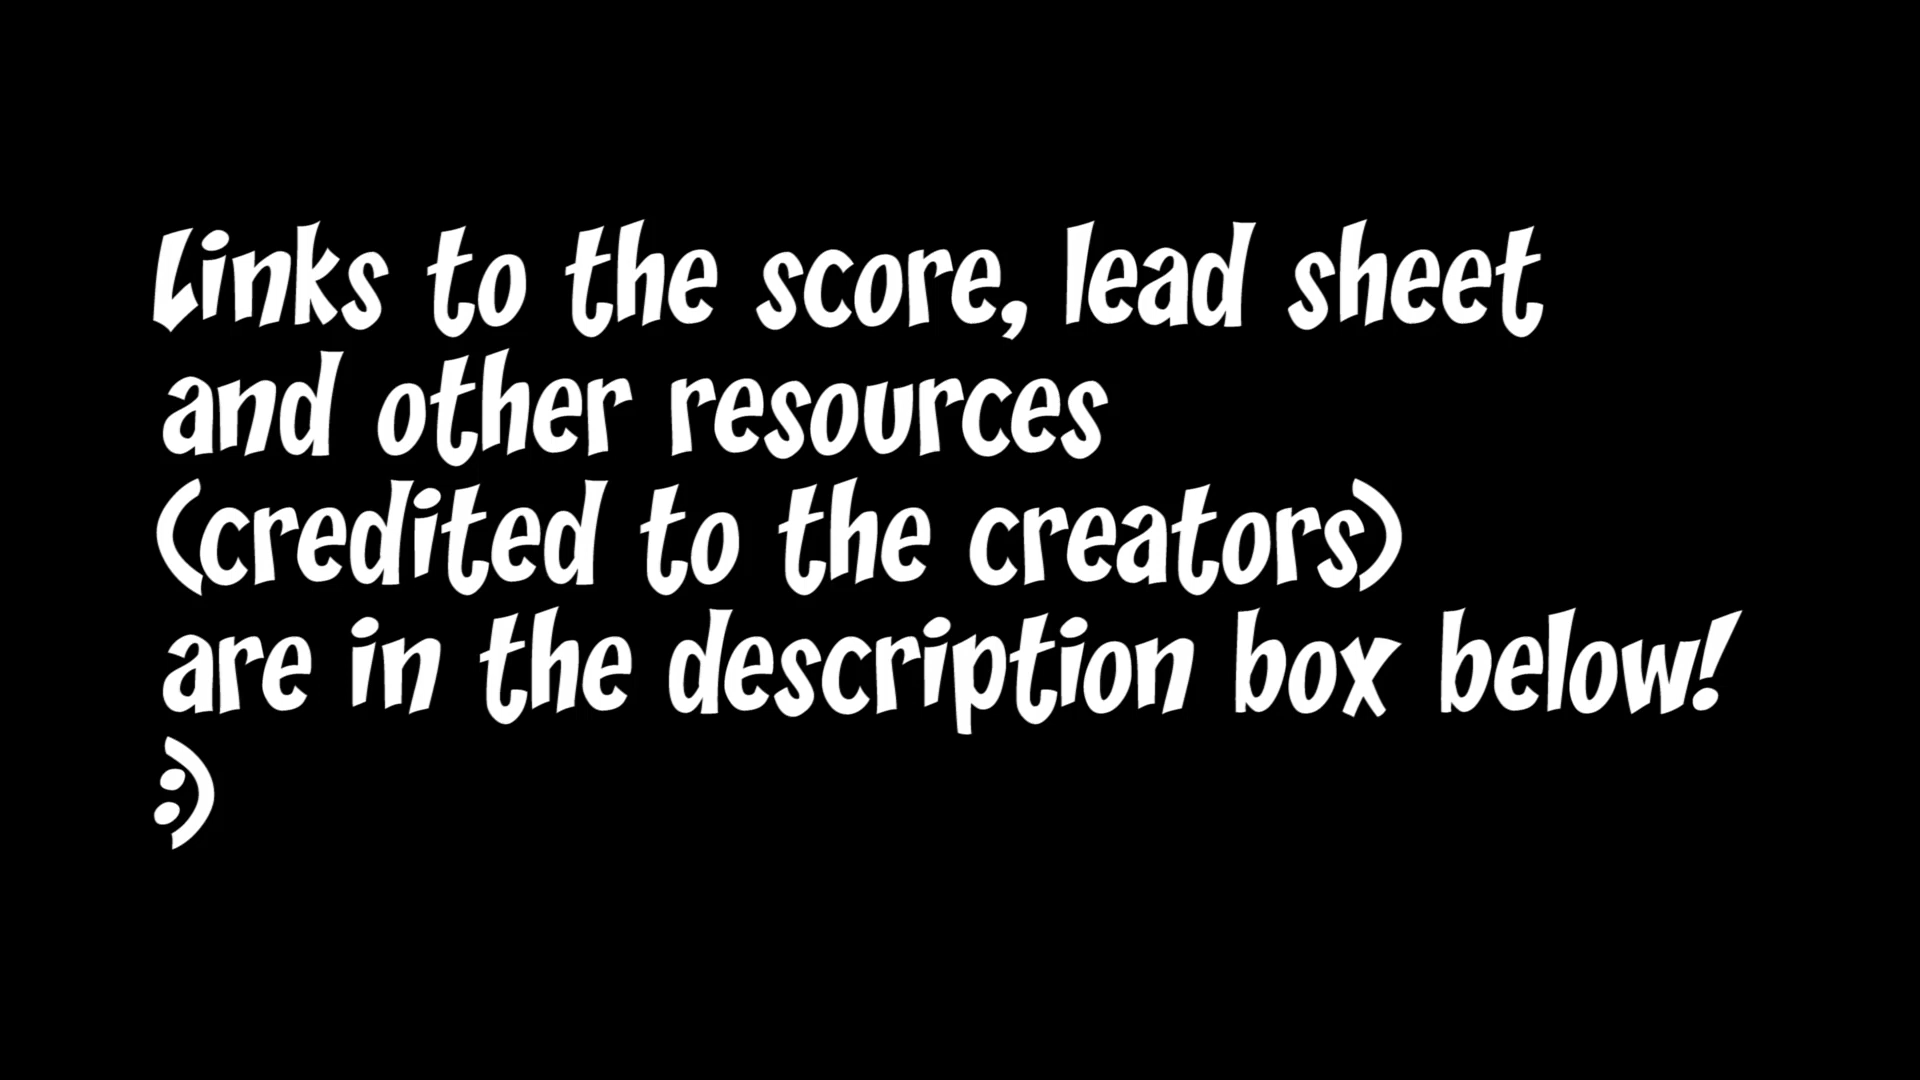 Links to the score, lead sheet
and other resources
(credited to the creators)
are in the description box below!
:)